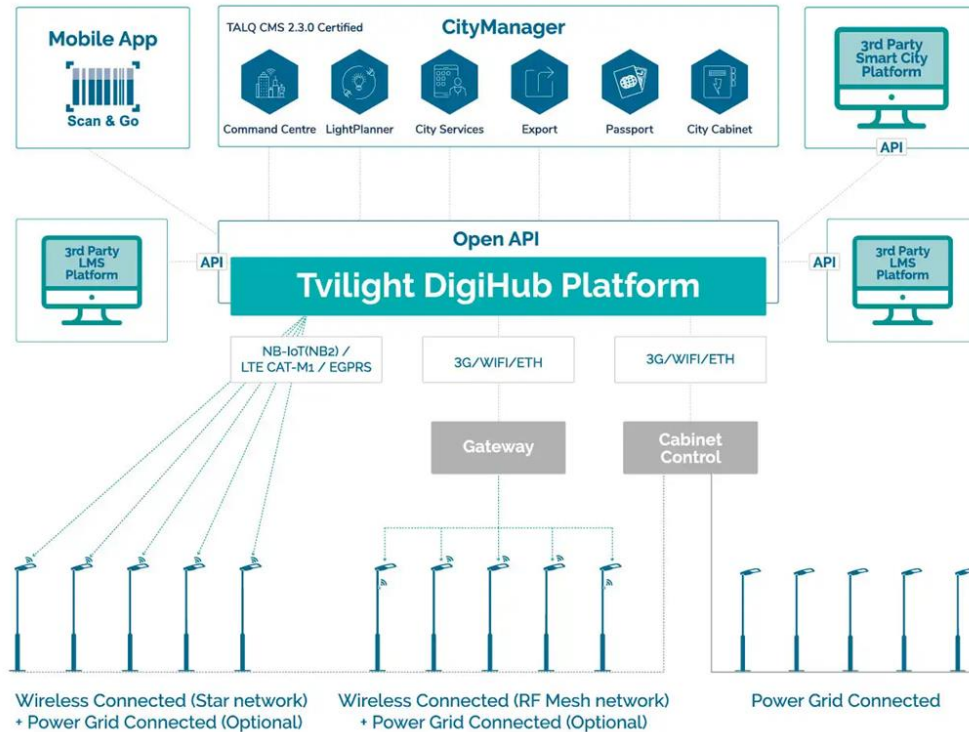 Mobile App
Scan & Go
TALQ CMS 2.3.0 Certified
CityManager
Command Centre
LightPlanner
City Services
Export
Passport
City Cabinet
3rd Party
Smart City
Platform
API
3rd Party
LMS
Platform
API
Open API
Tvilight DigiHub Platform
API
3rd Party
LMS
Platform
NB-IoT(NB2) /
LTE CAT-M1 / EGPRS
3G/WIFI/ETH
3G/WIFI/ETH
Gateway
Cabinet
Control
Wireless Connected (Star network)
+ Power Grid Connected (Optional)
Wireless Connected (RF Mesh network)
+ Power Grid Connected (Optional)
Power Grid Connected